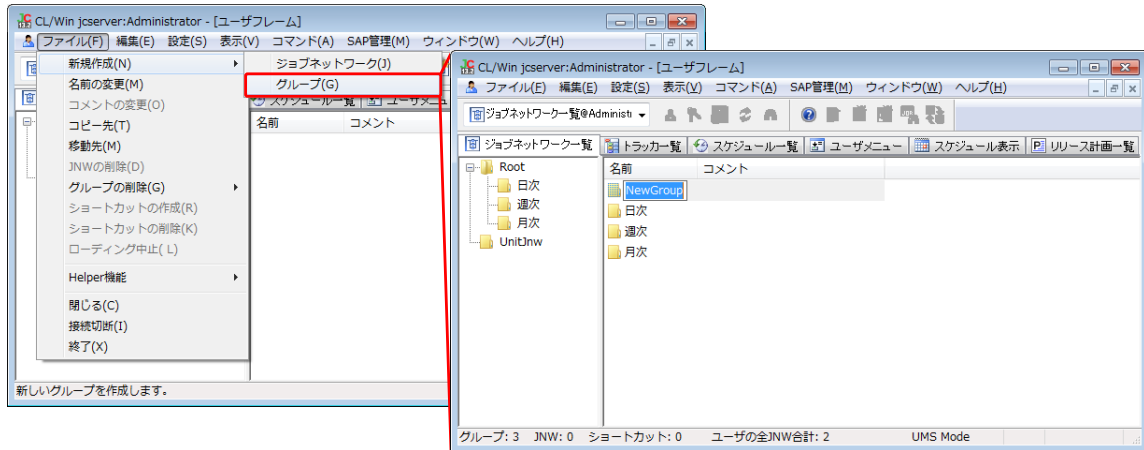 CL/Win jcserver:Administrator - [ユーザフレーム]
ファイル(F) 編集(E) 設定(S) 表示(V) コマンド(A) SAP管理(M) ウィンドウ(W) ヘルプ(H)
新規作成(N)
名前の変更(M)
コメントの変更(O)
コピー先(T)
移動先(M)
JNWの削除(D)
グループの削除(G)
ショートカットの作成(R)
ショートカットの削除(K)
ローディング中止( L)
Helper機能
閉じる(C)
接続切断(I)
終了(X)
ジョブネットワーク(J)
グループ(G)
スケジュール一覧 ユーザメニュ
名前 コメント
新しいグループを作成します。
CL/Win jcserver:Administrator - [ユーザフレーム]
ファイル(F) 編集(E) 設定(S) 表示(V) コマンド(A) SAP管理(M) ウィンドウ(W) ヘルプ(H)
ジョブネットワーク一覧@Administ
ジョブネットワーク一覧 トラッカ一覧 スケジュール一覧 ユーザメニュー スケジュール表示 リリース計画一覧
Root
日次
週次
月次
UnitJnw
名前 コメント
NewGroup
日次
週次
月次
グループ: 3 JNW: 0 ショートカット: 0 ユーザの全JNW合計: 2 UMS Mode